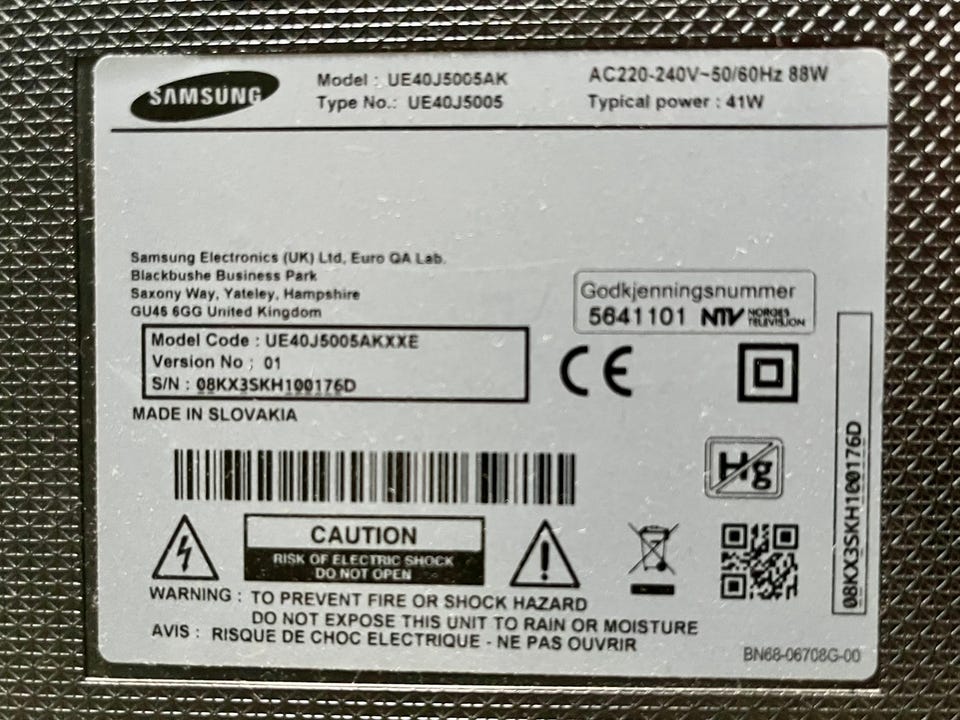 SAMSUNG
Model : UE40J5005AK
Type No.: UE40J5005
AC220-240V~50/60Hz 88W
Typical power : 41W
Samsung Electronics (UK) Ltd, Euro QA Lab.
Blackbushe Business Park
Saxony Way, Yateley, Hampshire
GU46 6GG United Kingdom
Godkjenningsnummer
5641101 NTV NORGES TELEVISJON
Model Code : UE40J5005AKXXE
Version No : 01
S/N : 08KX3SKH100176D
CE
MADE IN SLOVAKIA
Hg
08KX3SKH100176D
CAUTION
RISK OF ELECTRIC SHOCK
DO NOT OPEN
WARNING : TO PREVENT FIRE OR SHOCK HAZARD
DO NOT EXPOSE THIS UNIT TO RAIN OR MOISTURE
AVIS : RISQUE DE CHOC ELECTRIQUE - NE PAS OUVRIR
BN68-06708G-00